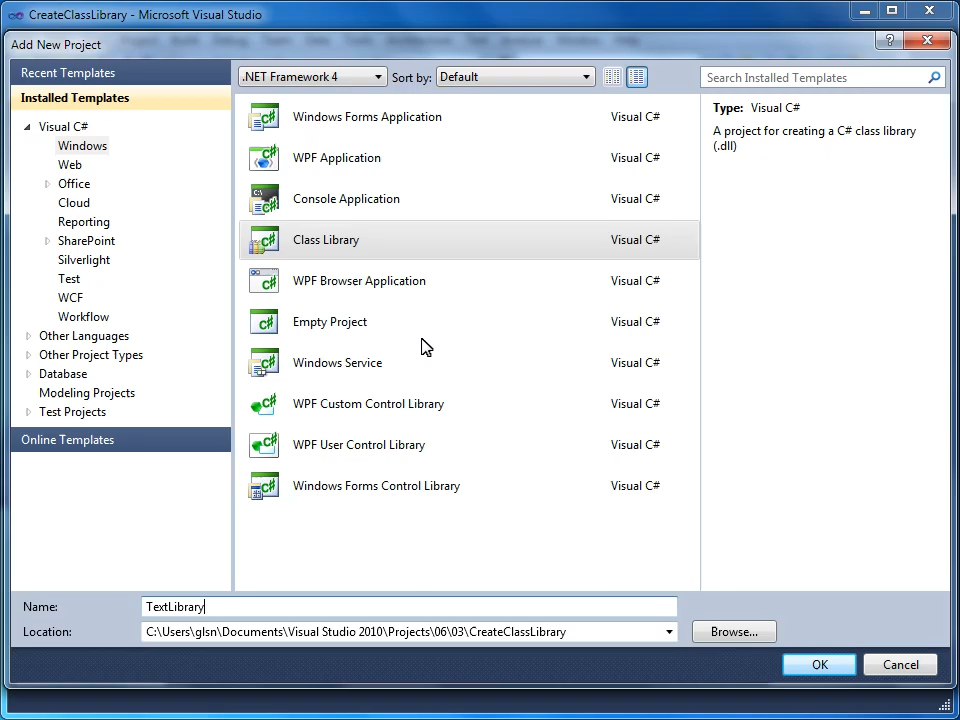 CreateClassLibrary - Microsoft Visual Studio
Add New Project
Recent Templates
Installed Templates
Visual C#
Windows
Web
Office
Cloud
Reporting
SharePoint
Silverlight
Test
WCF
Workflow
Other Languages
Other Project Types
Database
Modeling Projects
Test Projects
Online Templates
.NET Framework 4
Sort by: Default
Search Installed Templates
Windows Forms Application Visual C#
WPF Application Visual C#
Console Application Visual C#
Class Library Visual C#
WPF Browser Application Visual C#
Empty Project Visual C#
Windows Service Visual C#
WPF Custom Control Library Visual C#
WPF User Control Library Visual C#
Windows Forms Control Library Visual C#
Type: Visual C#
A project for creating a C# class library
(.dll)
Name: TextLibrary
Location: C:\Users\glsn\Documents\Visual Studio 2010\Projects\06\03\CreateClassLibrary
Browse...
OK
Cancel